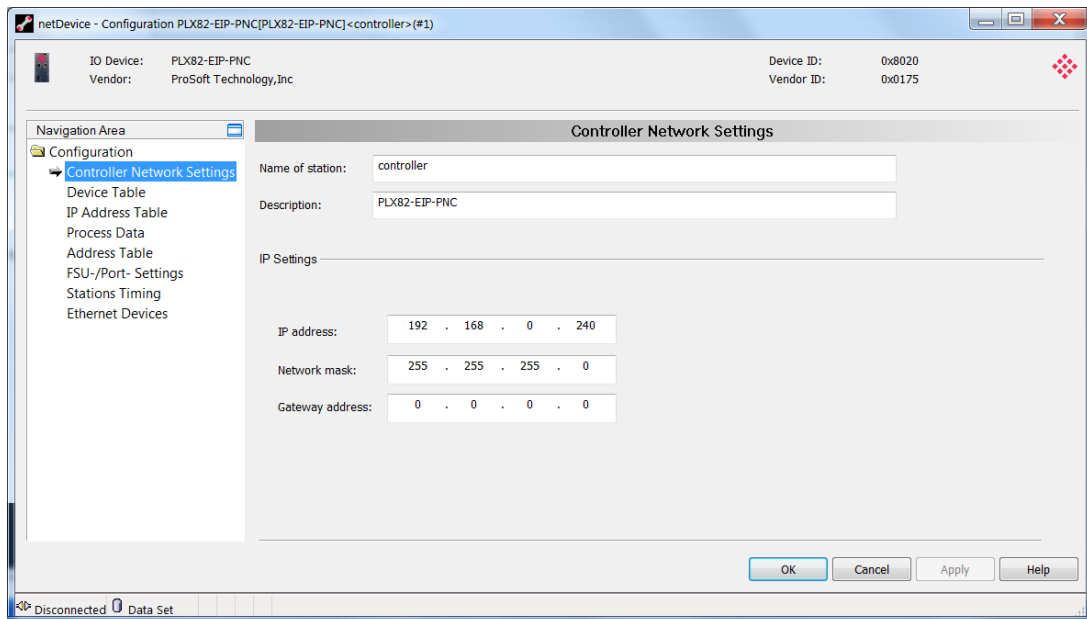 netDevice - Configuration PLX82-EIP-PNC[PLX82-EIP-PNC]<controller>(#1)
IO Device: PLX82-EIP-PNC Device ID: 0x8020
Vendor: ProSoft Technology,Inc Vendor ID: 0x0175
Navigation Area
Configuration
Controller Network Settings
Device Table
IP Address Table
Process Data
Address Table
FSU-/Port- Settings
Stations Timing
Ethernet Devices
Controller Network Settings
Name of station: controller
Description: PLX82-EIP-PNC
IP Settings
IP address: 192 . 168 . 0 . 240
Network mask: 255 . 255 . 255 . 0
Gateway address: 0 . 0 . 0 . 0
OK Cancel Apply Help
Disconnected Data Set